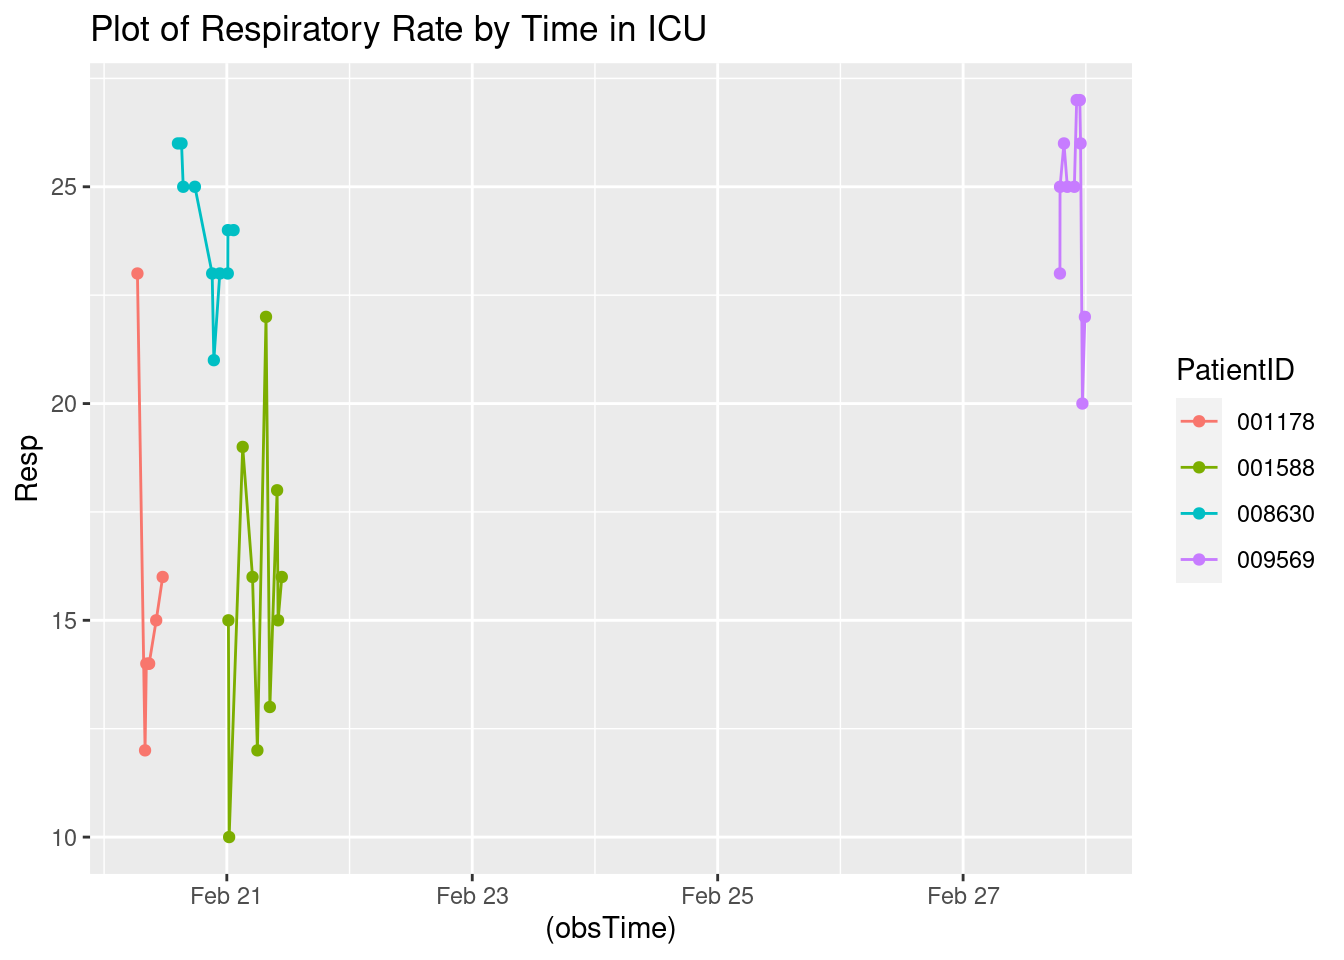 Plot of Respiratory Rate by Time in ICU
Resp
25
20
15
10
Feb 21
Feb 23
Feb 25
Feb 27
(obsTime)
PatientID
001178
001588
008630
009569